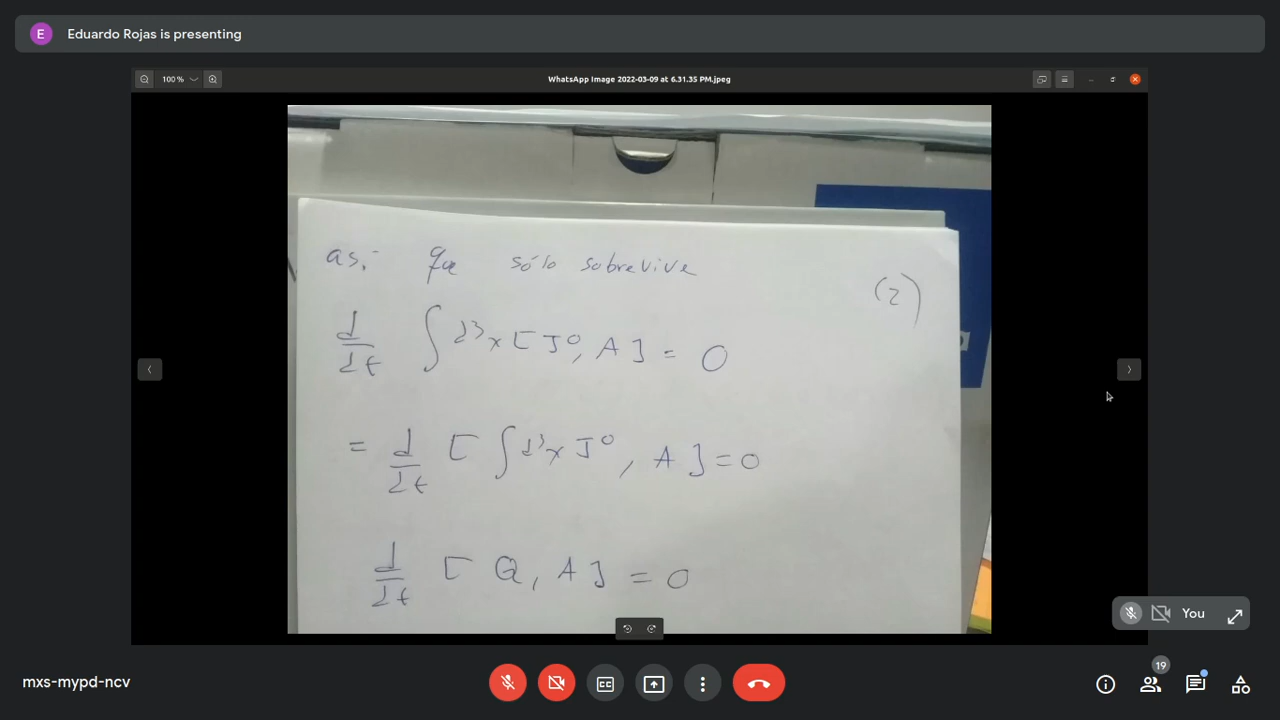 Eduardo Rojas is presenting
E
100 %
WhatsApp Image 2022-03-09 at 6.31.35 PM.jpeg
así que sólo sobrevive
(2)
d/dt ∫ d³x [J⁰, A] = 0
= d/dt [∫ d³x J⁰, A] = 0
d/dt [Q, A] = 0
You
mxs-mypd-ncv
CC
19